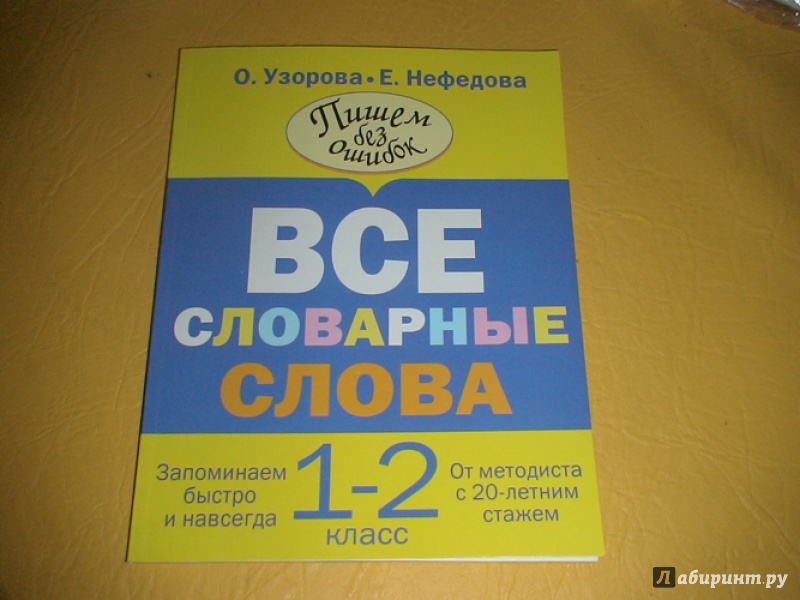 О. Узорова • Е. Нефедова
Пишем
без
ошибок
ВСЕ
СЛОВАРНЫЕ
СЛОВА
Запоминаем
быстро
и навсегда
1-2
класс
От методиста
с 20-летним
стажем
Лабиринт.ру